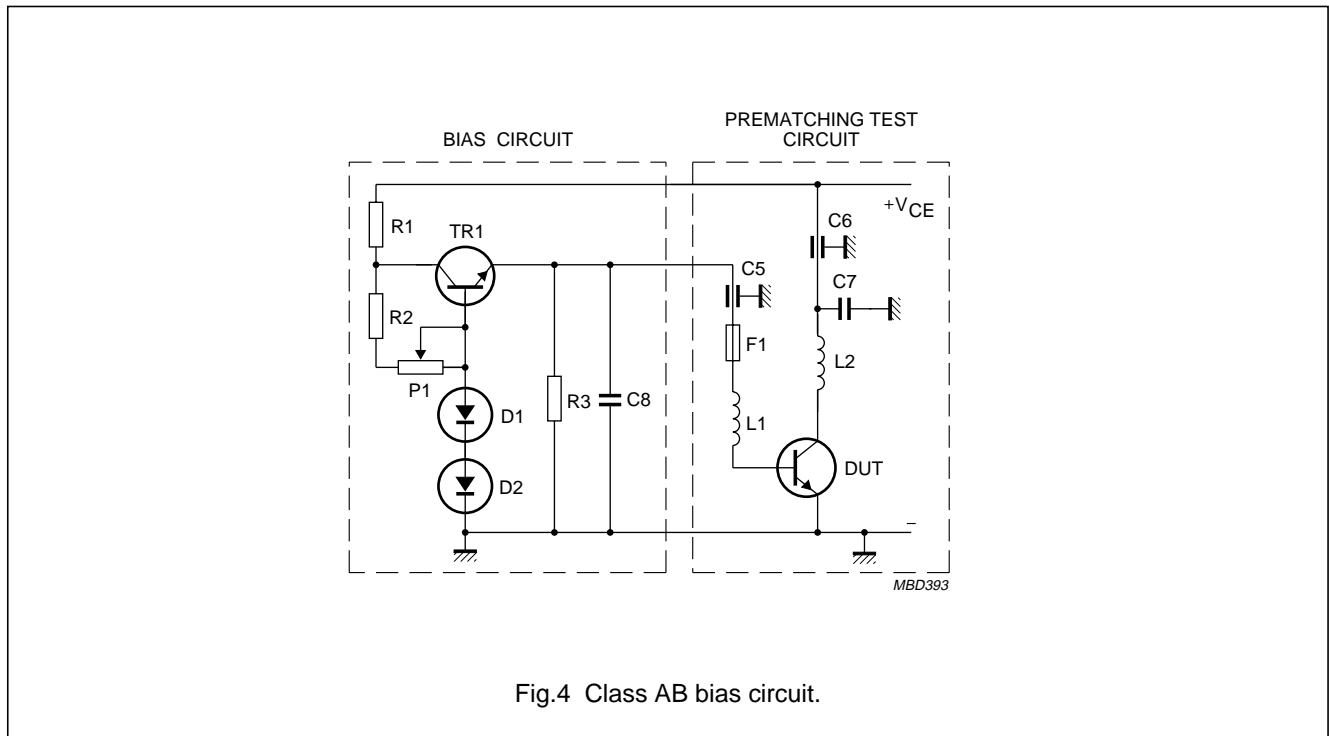 BIAS CIRCUIT
PREMATCHING TEST
CIRCUIT
+VCE
R1
TR1
C6
C5
C7
R2
F1
L2
P1
R3
C8
D1
L1
DUT
D2
–
MBD393
Fig.4 Class AB bias circuit.